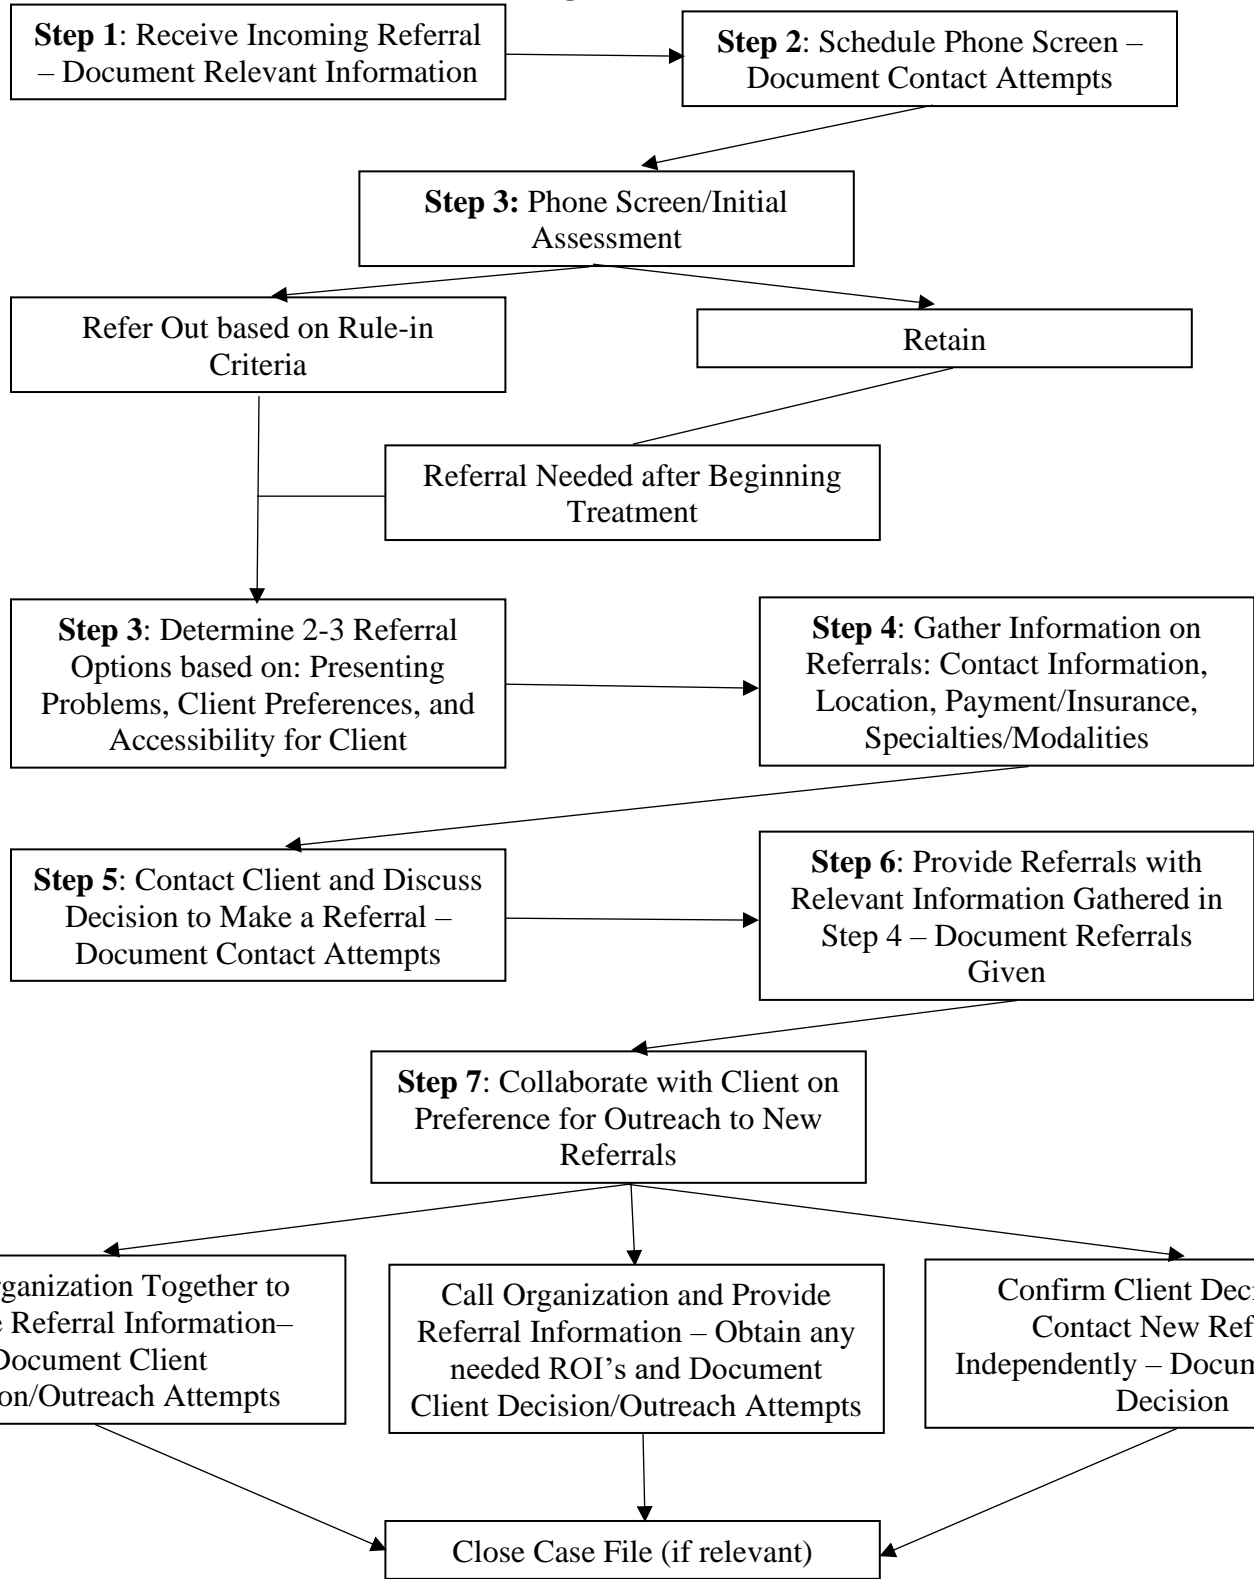 Step 1: Receive Incoming Referral
– Document Relevant Information
Step 2: Schedule Phone Screen –
Document Contact Attempts
Step 3: Phone Screen/Initial
Assessment
Refer Out based on Rule-in
Criteria
Retain
Referral Needed after Beginning
Treatment
Step 3: Determine 2-3 Referral
Options based on: Presenting
Problems, Client Preferences, and
Accessibility for Client
Step 4: Gather Information on
Referrals: Contact Information,
Location, Payment/Insurance,
Specialties/Modalities
Step 5: Contact Client and Discuss
Decision to Make a Referral –
Document Contact Attempts
Step 6: Provide Referrals with
Relevant Information Gathered in
Step 4 – Document Referrals
Given
Step 7: Collaborate with Client on
Preference for Outreach to New
Referrals
Together to
Referral Information–
Document Client
/Outreach Attempts
Call Organization and Provide
Referral Information – Obtain any
needed ROI's and Document
Client Decision/Outreach Attempts
Confirm Client
Contact New
Independently –
Decision
Close Case File (if relevant)